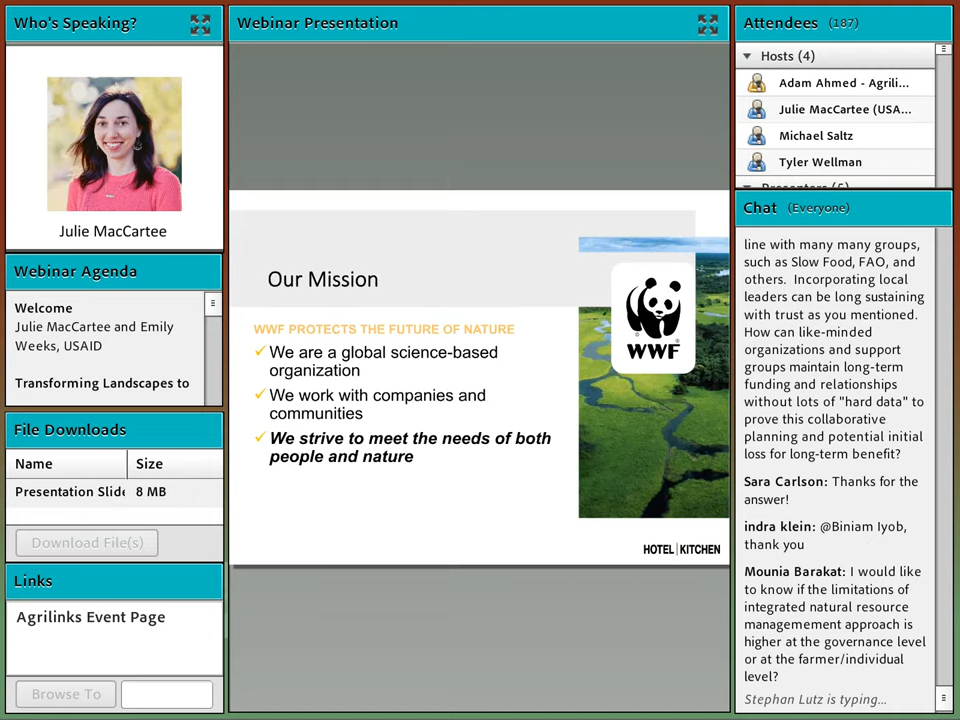 Who's Speaking?
Julie MacCartee
Webinar Agenda
Welcome
Julie MacCartee and Emily
Weeks, USAID
Transforming Landscapes to
File Downloads
Name Size
Presentation Slide 8 MB
Download File(s)
Links
Agrilinks Event Page
Browse To
Webinar Presentation
Our Mission
WWF PROTECTS THE FUTURE OF NATURE
We are a global science-based
organization
We work with companies and
communities
We strive to meet the needs of both
people and nature
WWF
HOTEL|KITCHEN
Attendees (187)
Hosts (4)
Adam Ahmed - Agrili...
Julie MacCartee (USA...
Michael Saltz
Tyler Wellman
Chat (Everyone)
line with many many groups,
such as Slow Food, FAO, and
others. Incorporating local
leaders can be long sustaining
with trust as you mentioned.
How can like-minded
organizations and support
groups maintain long-term
funding and relationships
without lots of "hard data" to
prove this collaborative
planning and potential initial
loss for long-term benefit?
Sara Carlson: Thanks for the
answer!
indra klein: @Biniam Iyob,
thank you
Mounia Barakat: I would like
to know if the limitations of
integrated natural resource
managemement approach is
higher at the governance level
or at the farmer/individual
level?
Stephan Lutz is typing...